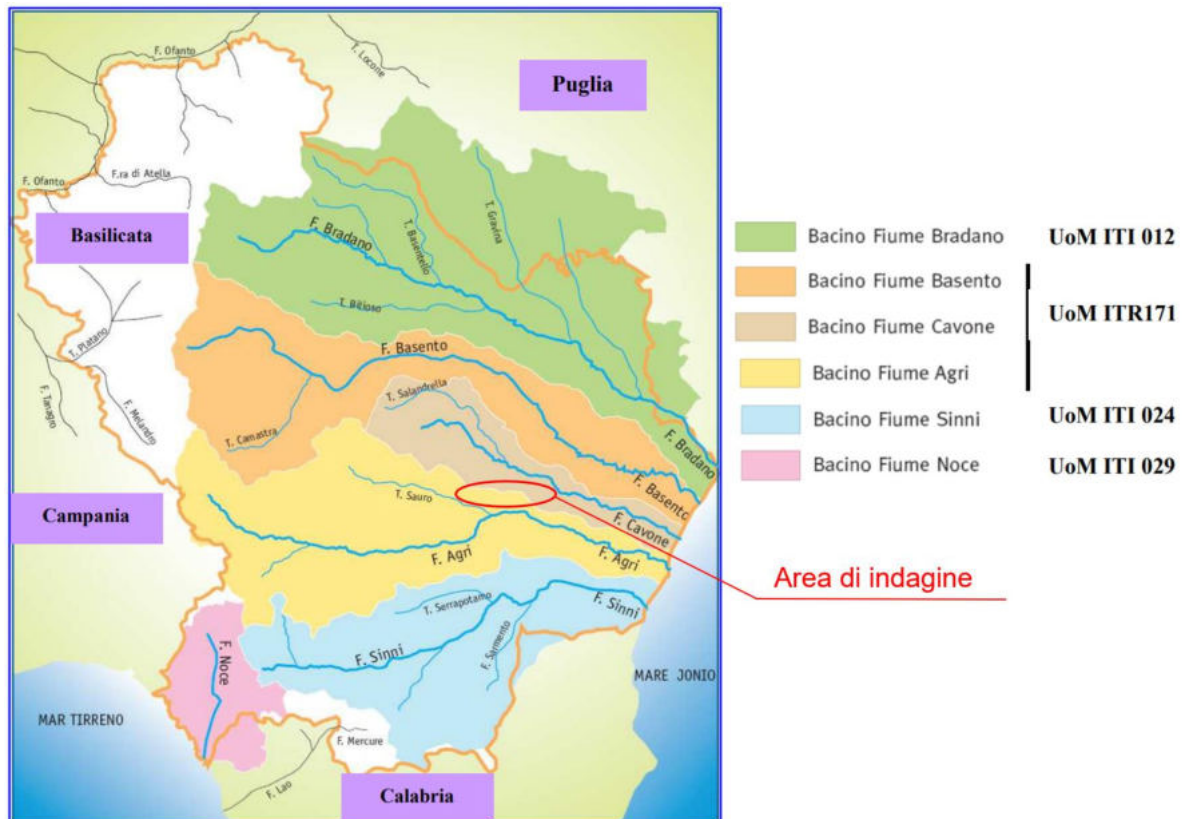 F. Ofanto
T. Locone
Puglia
F. Ofanto
F.ra di Atella
Basilicata
F. Bradano
T. Basentello
T. Gravina
T. Bilioso
T. Platano
F. Tanagro
F. Melandro
F. Basento
T. Salandrella
T. Camastra
F. Bradano
F. Basento
T. Sauro
F. Cavone
Campania
F. Agri
F. Agri
T. Serrapotamo
F. Sinni
F. Sinni
F. Sarmento
F. Noce
MARE JONIO
MAR TIRRENO
F. Mercure
F. Lao
Calabria
Bacino Fiume Bradano UoM ITI 012
Bacino Fiume Basento
UoM ITR171
Bacino Fiume Cavone
Bacino Fiume Agri
Bacino Fiume Sinni UoM ITI 024
Bacino Fiume Noce UoM ITI 029
Area di indagine